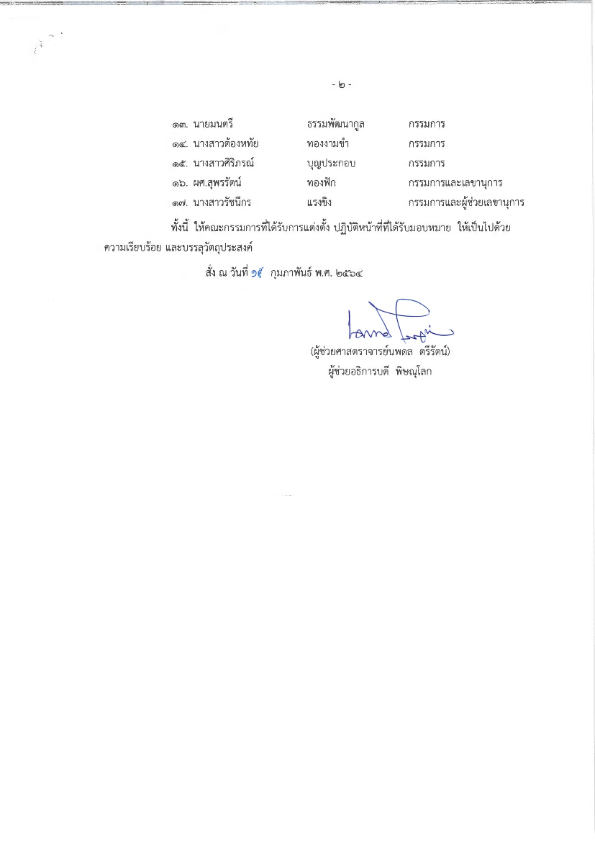 - ๒ -
๑๓. นายมนตรี ธรรมพัฒนากูล กรรมการ
๑๔. นางสาวต้องหทัย ทองงามขำ กรรมการ
๑๕. นางสาวศิริภรณ์ บุญประกอบ กรรมการ
๑๖. ผศ.สุพรรัตน์ ทองฟัก กรรมการและเลขานุการ
๑๗. นางสาวรัชนีกร แรงขิง กรรมการและผู้ช่วยเลขานุการ
ทั้งนี้ ให้คณะกรรมการที่ได้รับการแต่งตั้ง ปฏิบัติหน้าที่ที่ได้รับมอบหมาย ให้เป็นไปด้วย
ความเรียบร้อย และบรรลุวัตถุประสงค์
สั่ง ณ วันที่ ๑๕ กุมภาพันธ์ พ.ศ. ๒๕๖๔
(ผู้ช่วยศาสตราจารย์นพดล ตรีรัตน์)
ผู้ช่วยอธิการบดี พิษณุโลก